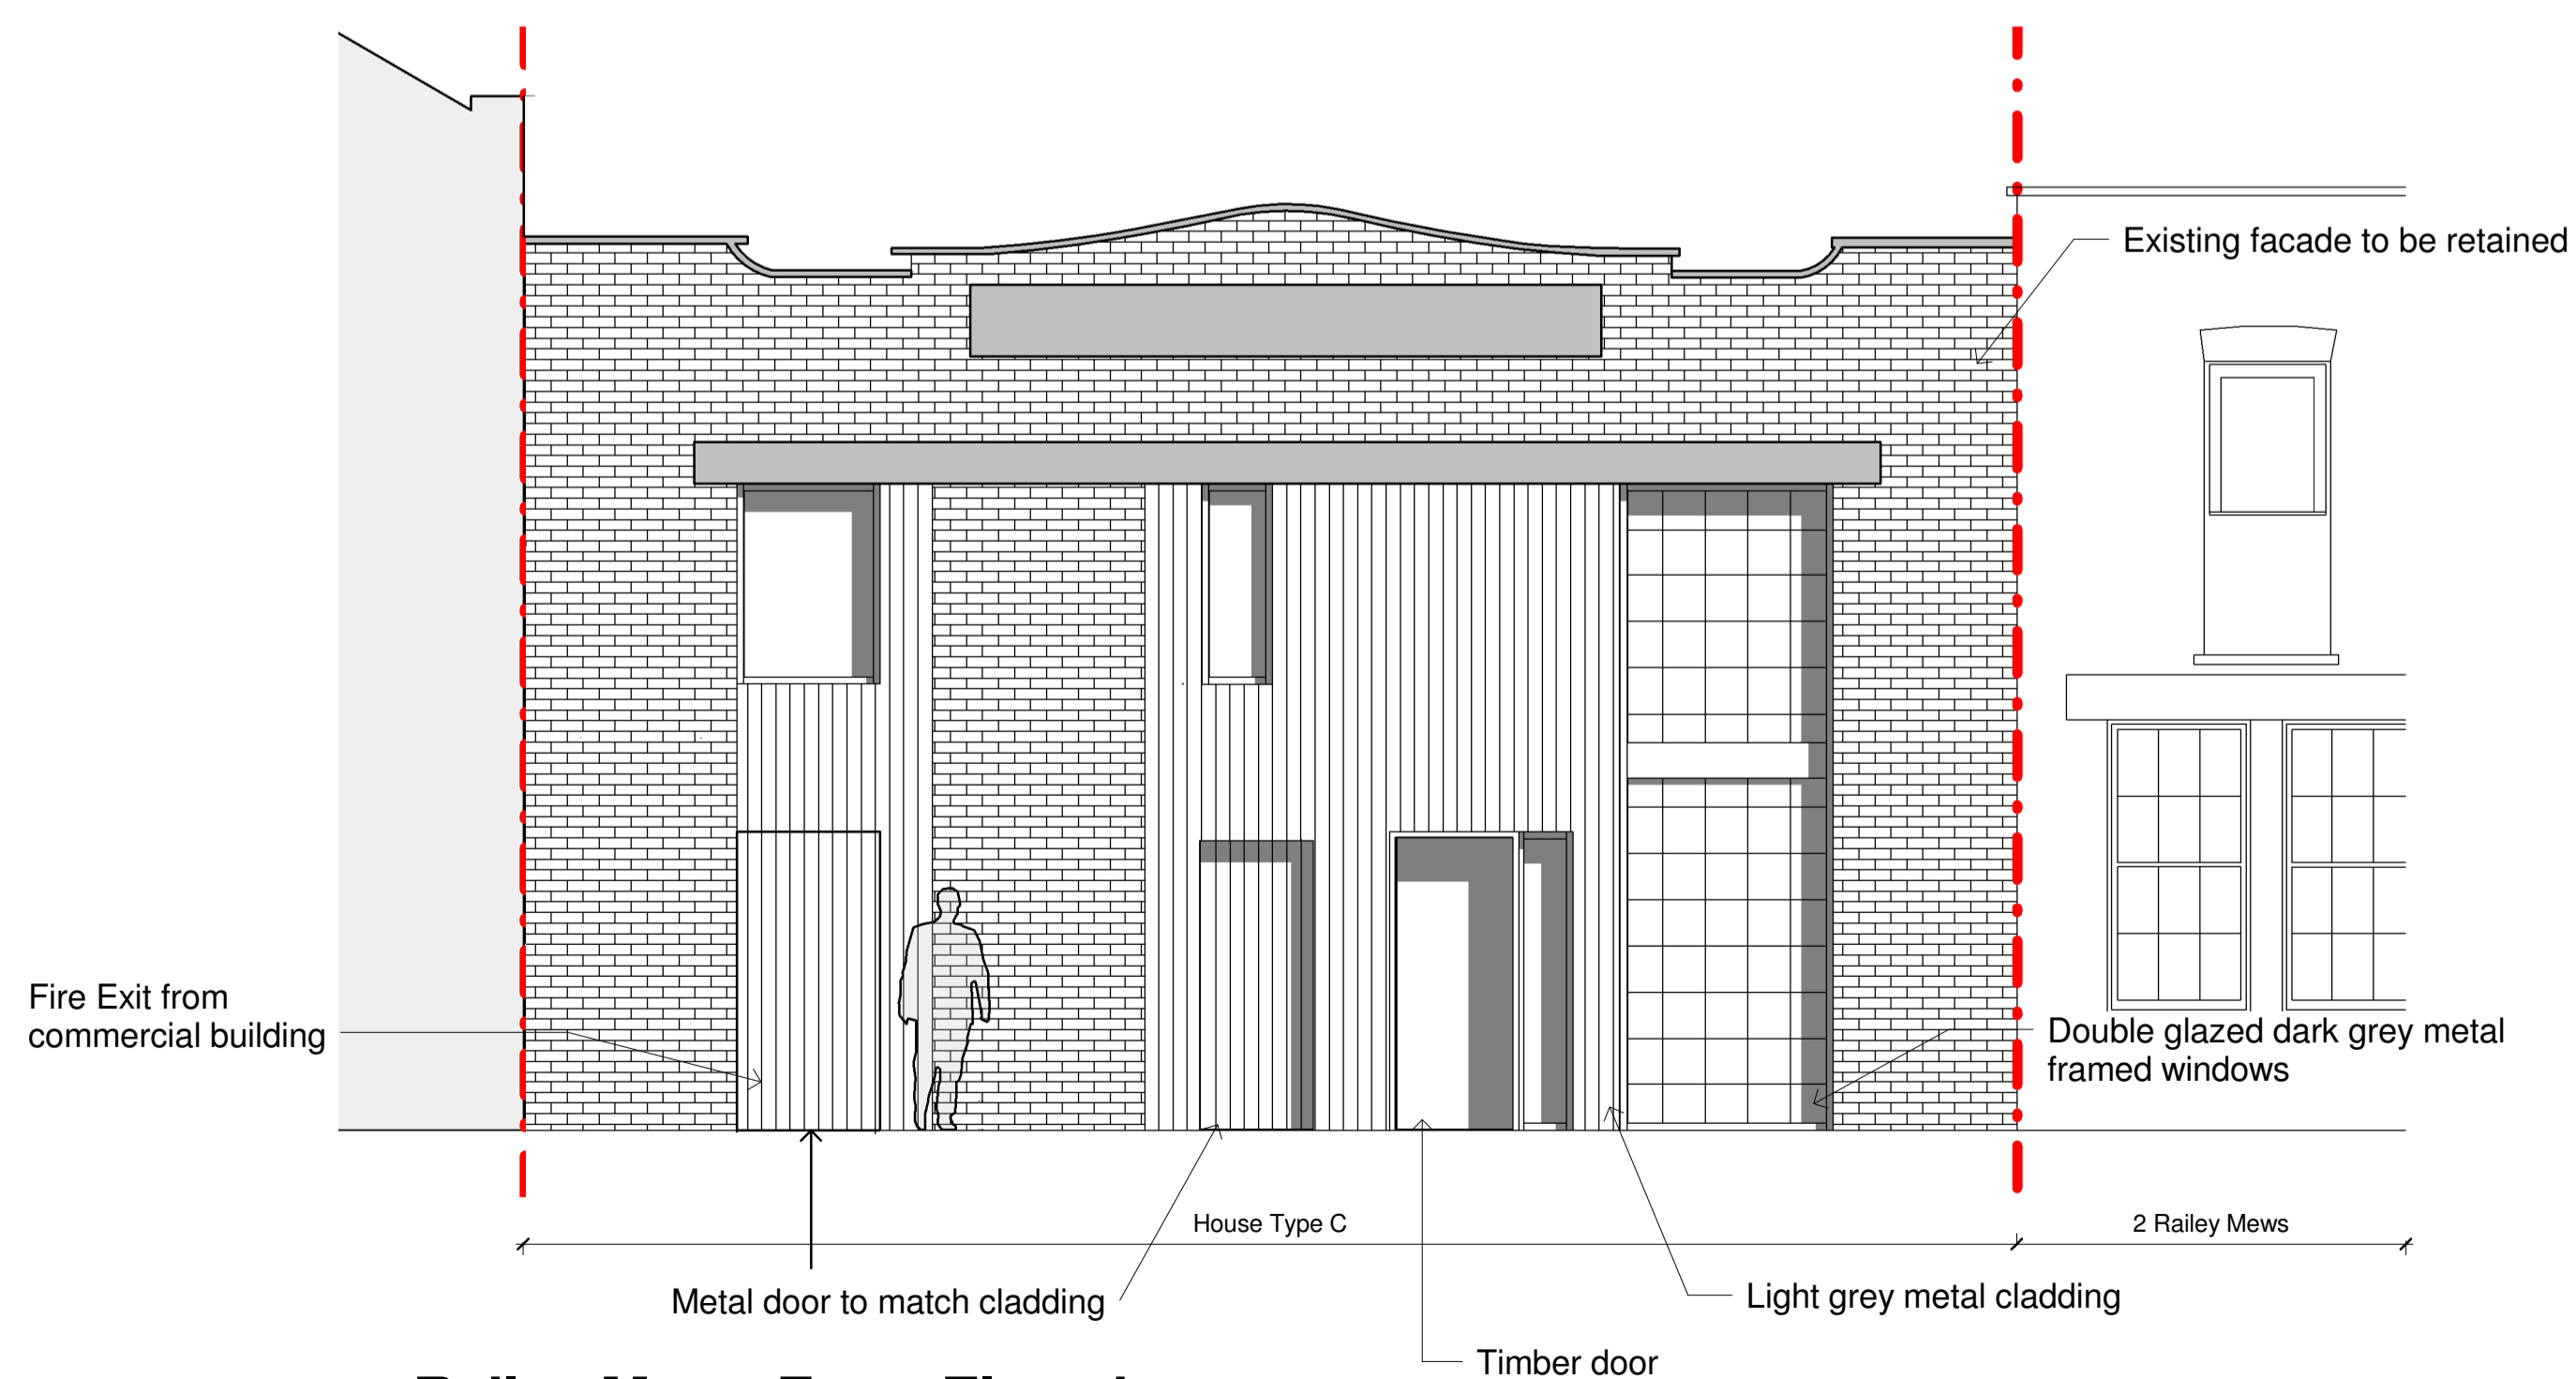 Existing facade to be retained
Fire Exit from
commercial building
Double glazed dark grey metal
framed windows
House Type C
2 Railey Mews
Metal door to match cladding
Light grey metal cladding
Timber door